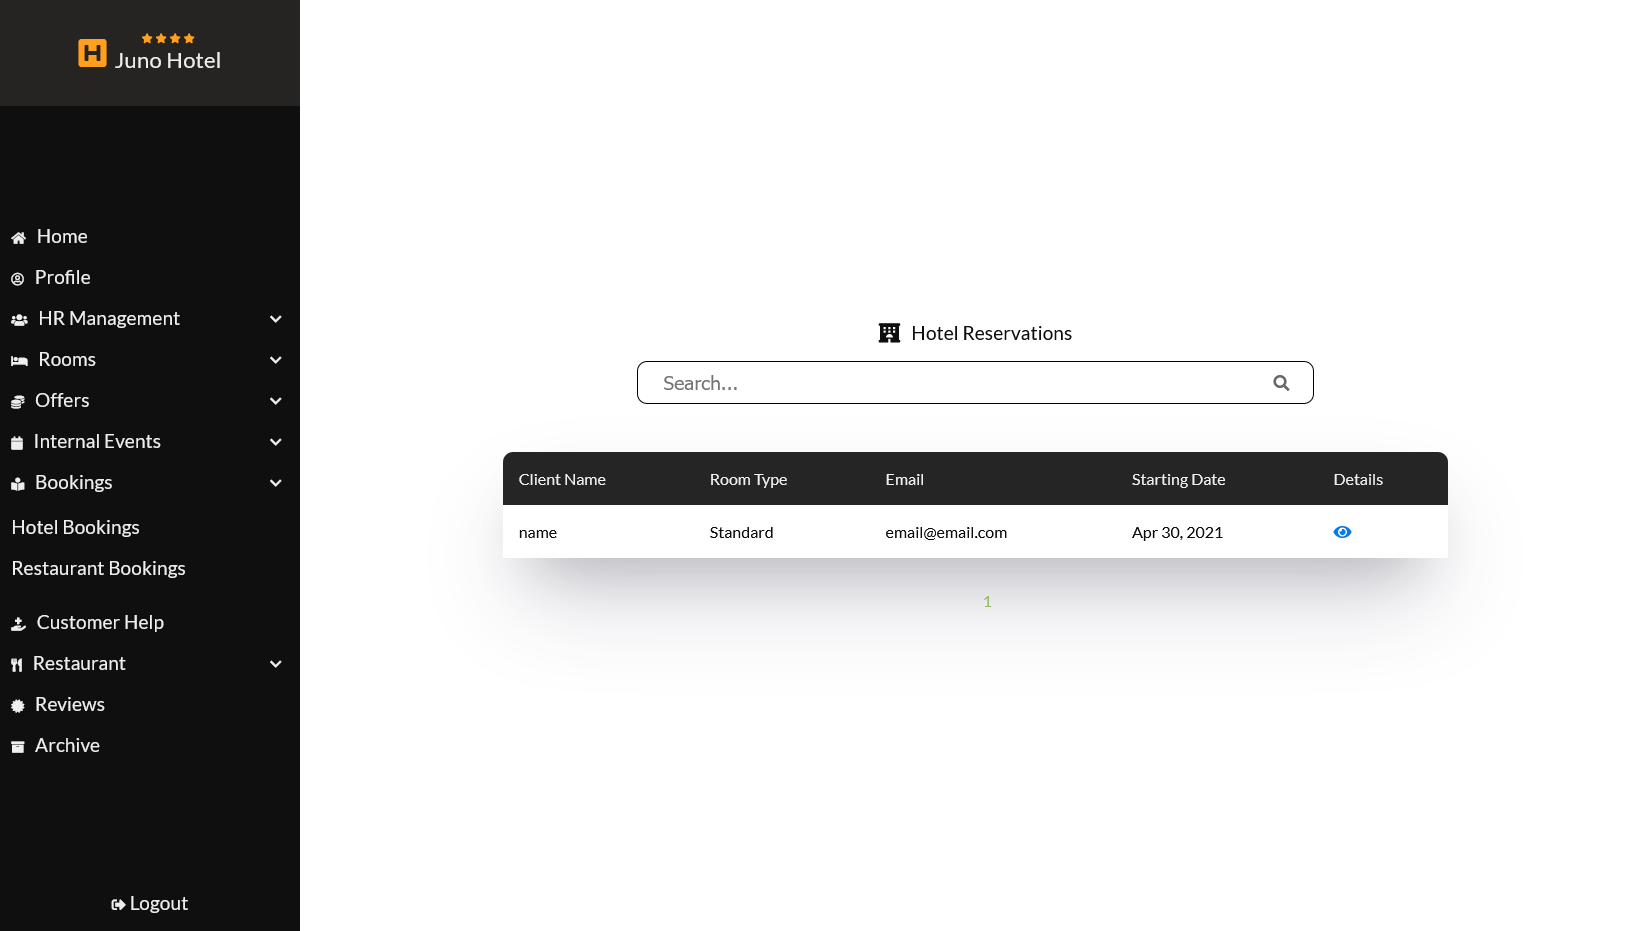 Juno Hotel
Home
Profile
HR Management
Rooms
Offers
Internal Events
Bookings
Hotel Bookings
Restaurant Bookings
Customer Help
Restaurant
Reviews
Archive
Logout
Hotel Reservations
Search...
Client Name Room Type Email Starting Date Details
name Standard email@email.com Apr 30, 2021
1